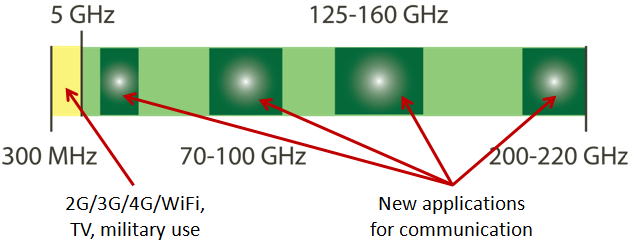 5 GHz
125-160 GHz
300 MHz
70-100 GHz
200-220 GHz
2G/3G/4G/WiFi,
TV, military use
New applications
for communication